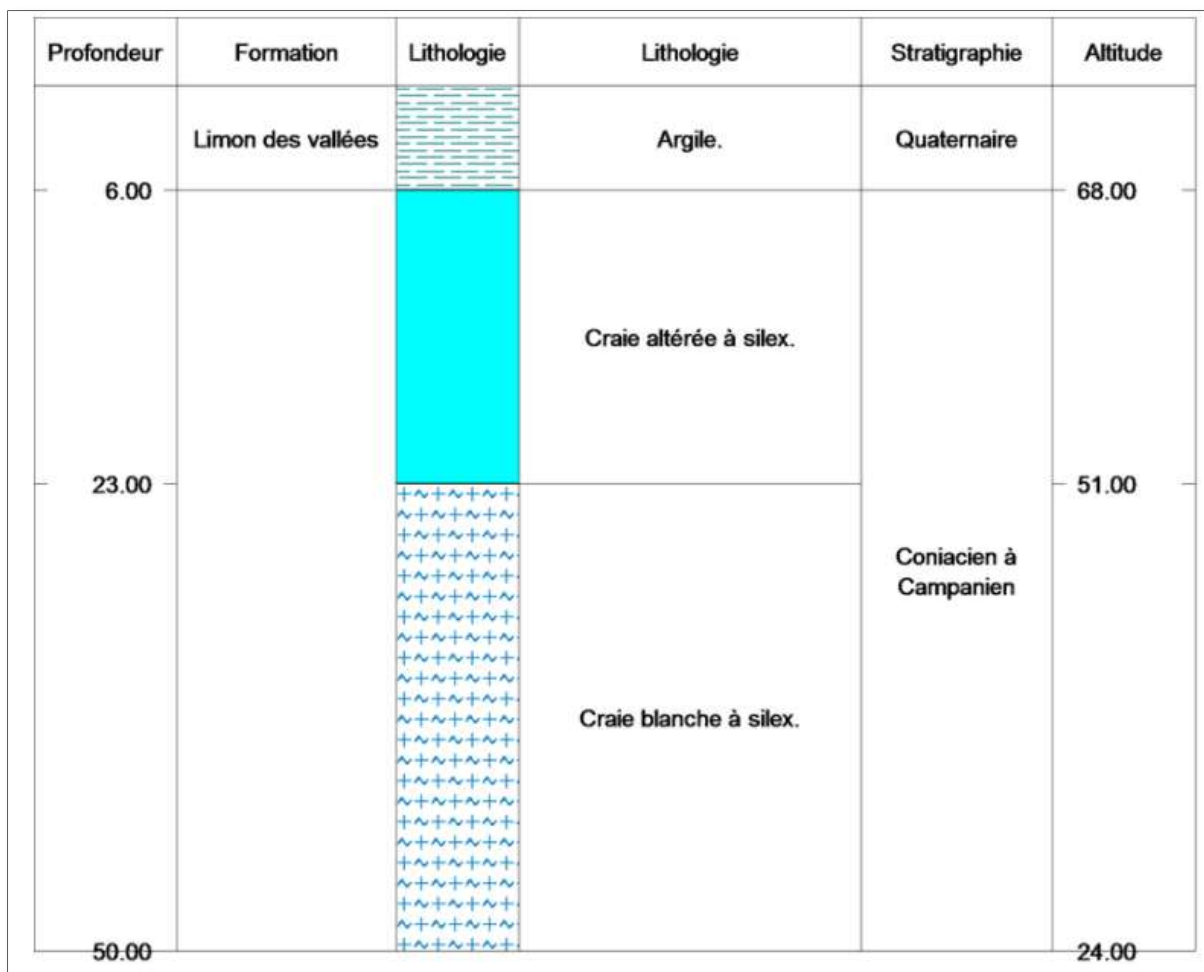 Profondeur Formation Lithologie Lithologie Stratigraphie Altitude
Limon des vallées Argile. Quaternaire
6.00 68.00
Craie altérée à silex.
23.00 51.00
Coniacien à
Campanien
Craie blanche à silex.
50.00 24.00